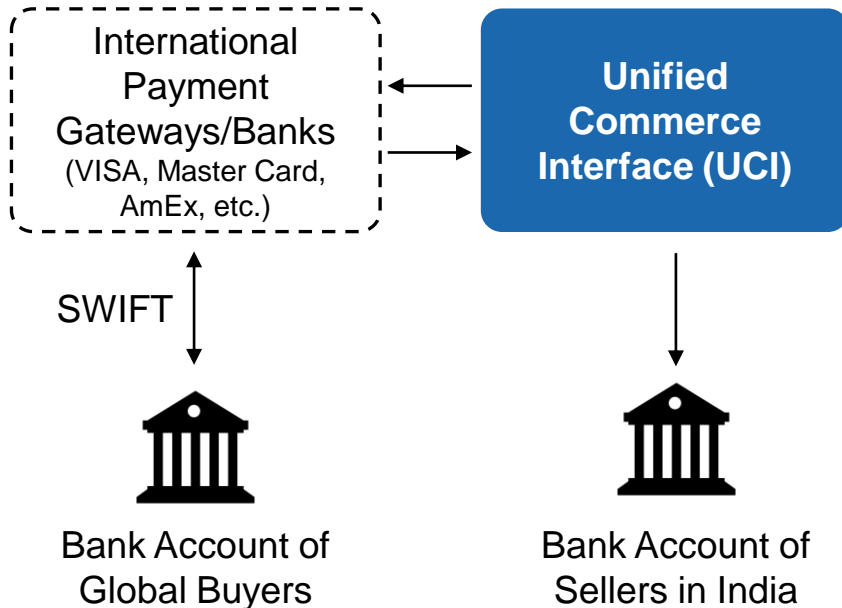 International
Payment
Gateways/Banks
(VISA, Master Card,
AmEx, etc.)
Unified
Commerce
Interface (UCI)
SWIFT
Bank Account of
Global Buyers
Bank Account of
Sellers in India